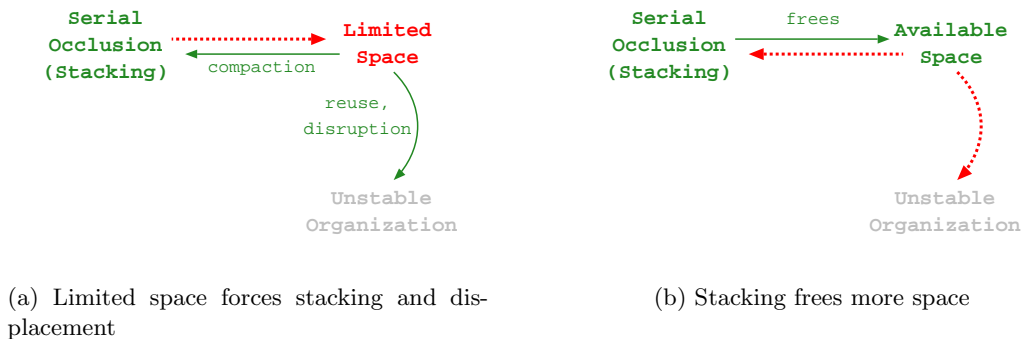 Serial
Occlusion
(Stacking)
compaction
Limited
Space
reuse,
disruption
Unstable
Organization
(a) Limited space forces stacking and dis-
placement
Serial
Occlusion
(Stacking)
frees
Available
Space
Unstable
Organization
(b) Stacking frees more space